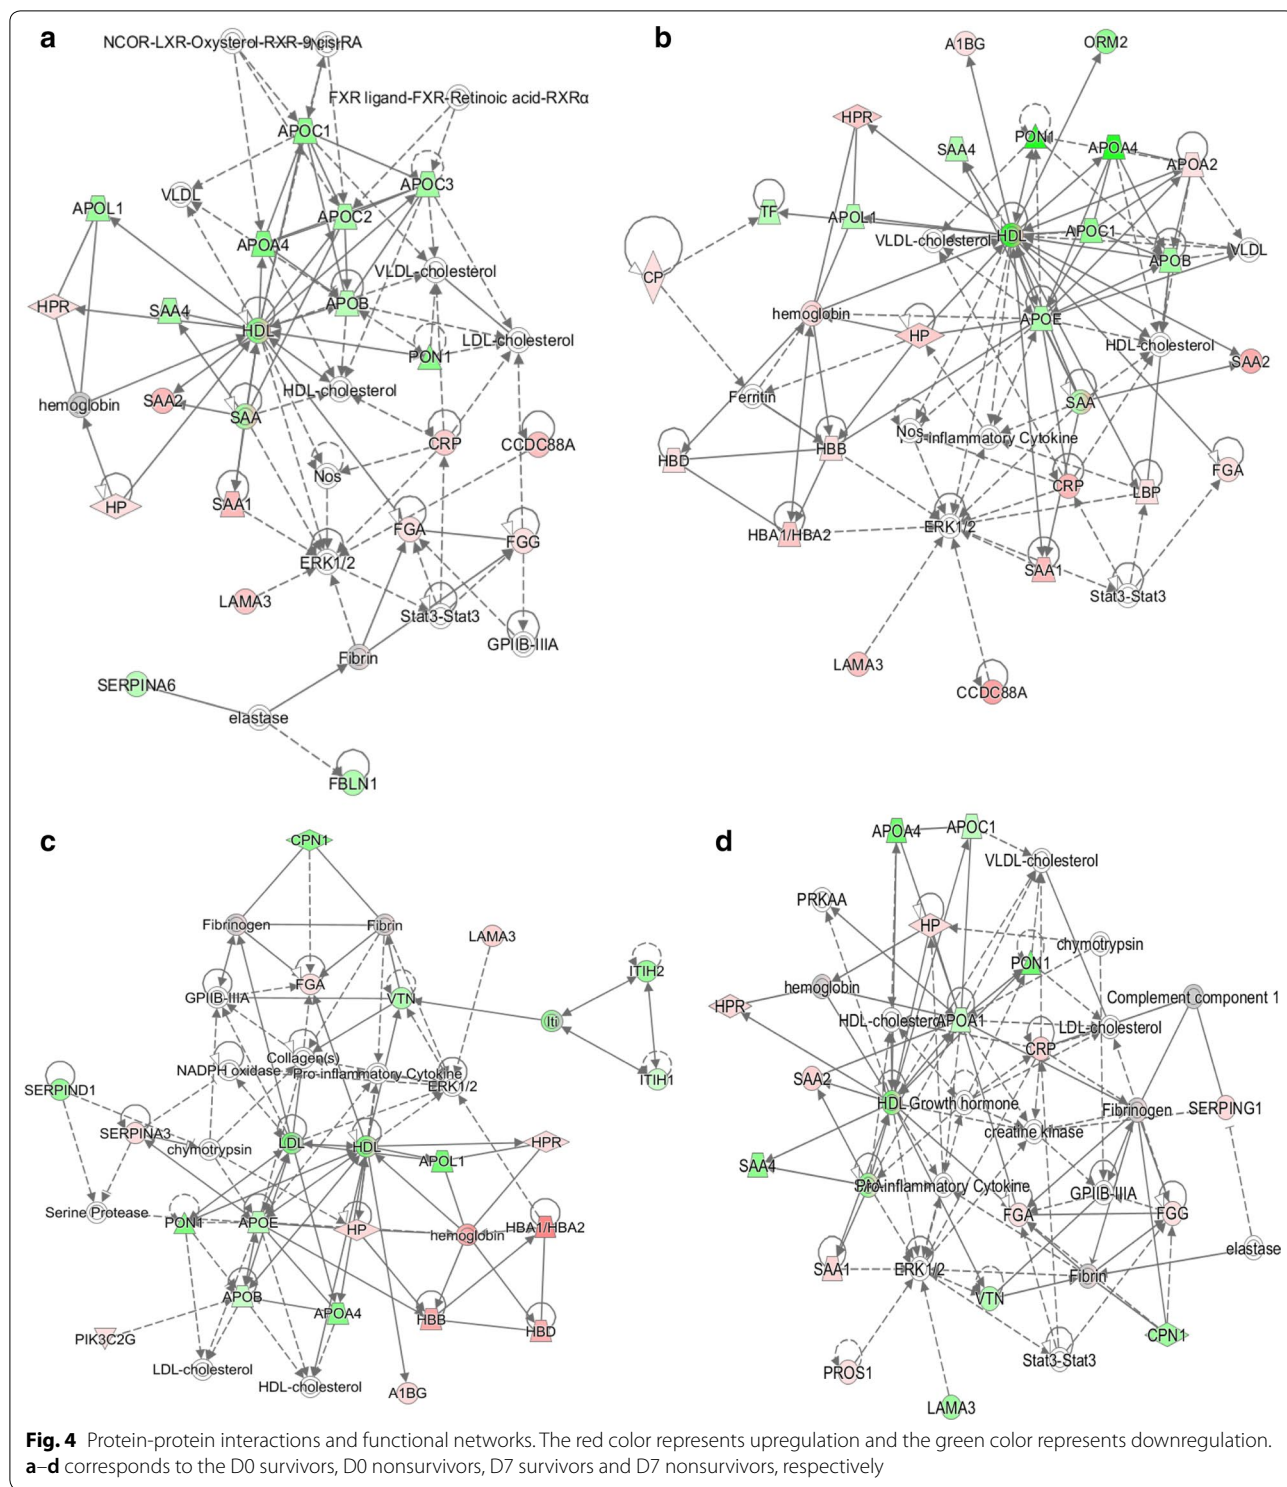 a
NCOR-LXR-Oxysterol-RXR-9 cisRA
FXR ligand-FXR-Retinoic acid-RXRα
APOC1
APOC3
VLDL
APOL1
APOC2
APOA4
VLDL-cholesterol
HPR
SAA4
APOB
HDL
LDL-cholesterol
PON1
HDL-cholesterol
hemoglobin
SAA2
SAA
CRP
CCDC88A
Nos
HP
SAA1
FGA
FGG
ERK1/2
LAMA3
Stat3-Stat3
GPIIB-IIIA
Fibrin
SERPINA6
elastase
FBLN1
b
A1BG
ORM2
HPR
PON1
SAA4
APOA4
APOA2
TF
APOL1
APOC1
VLDL-cholesterol
HDL
VLDL
APOB
CP
hemoglobin
APOE
HP
HDL-cholesterol
SAA2
Ferritin
SAA
Nos
-inflammatory Cytokine
HBB
HBD
FGA
CRP
LBP
HBA1/HBA2
ERK1/2
SAA1
Stat3-Stat3
LAMA3
CCDC88A
c
CPN1
Fibrinogen
Fibrin
LAMA3
ITIH2
FGA
GPIIB-IIIA
VTN
Iti
Collagen(s)
NADPH oxidase
Pro-inflammatory Cytokine
ERK1/2
ITIH1
SERPIND1
SERPINA3
chymotrypsin
LDL
HDL
HPR
APOL1
Serine Protease
PON1
APOE
HP
hemoglobin
HBA1/HBA2
APOB
APOA4
HBB
HBD
PIK3C2G
LDL-cholesterol
HDL-cholesterol
A1BG
d
APOA4
APOC1
VLDL-cholesterol
PRKAA
HP
chymotrypsin
PON1
hemoglobin
Complement component 1
HPR
HDL-cholesterol
APOA1
LDL-cholesterol
CRP
SAA2
HDL
Growth hormone
Fibrinogen
SERPING1
creatine kinase
SAA4
Pro-inflammatory Cytokine
GPIIB-IIIA
FGA
FGG
elastase
SAA1
ERK1/2
Fibrin
VTN
CPN1
Stat3-Stat3
PROS1
LAMA3
Fig. 4 Protein-protein interactions and functional networks. The red color represents upregulation and the green color represents downregulation.
a–d corresponds to the D0 survivors, D0 nonsurvivors, D7 survivors and D7 nonsurvivors, respectively